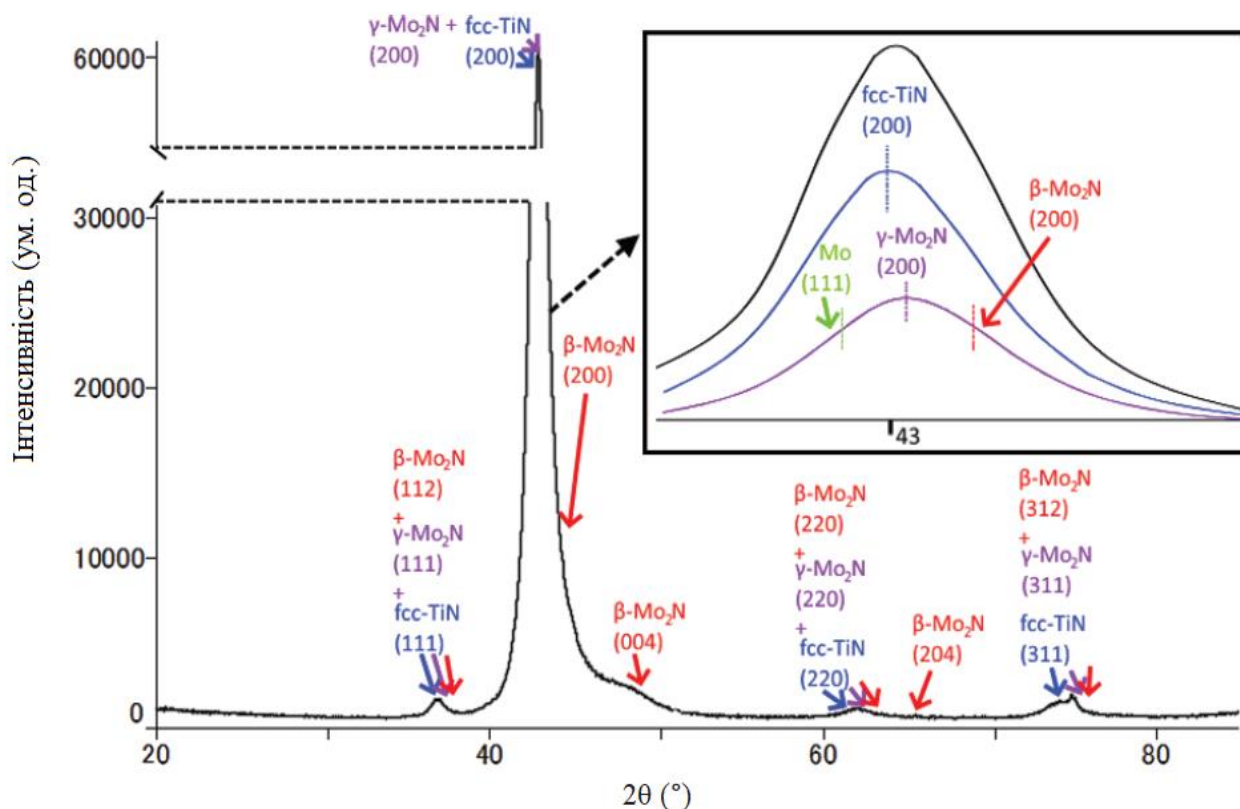 γ-Mo₂N + fcc-TiN
(200) (200)
60000
30000
20000
10000
0
Інтенсивність (ум. од.)
β-Mo₂N
(200)
β-Mo₂N
(112)
+
γ-Mo₂N
(111)
+
fcc-TiN
(111)
β-Mo₂N
(004)
β-Mo₂N
(220)
+
γ-Mo₂N
(220)
+
fcc-TiN
(220)
β-Mo₂N
(204)
β-Mo₂N
(312)
+
γ-Mo₂N
(311)
fcc-TiN
(311)
fcc-TiN
(200)
β-Mo₂N
(200)
γ-Mo₂N
(200)
Mo
(111)
43
20 40 60 80
2θ (°)